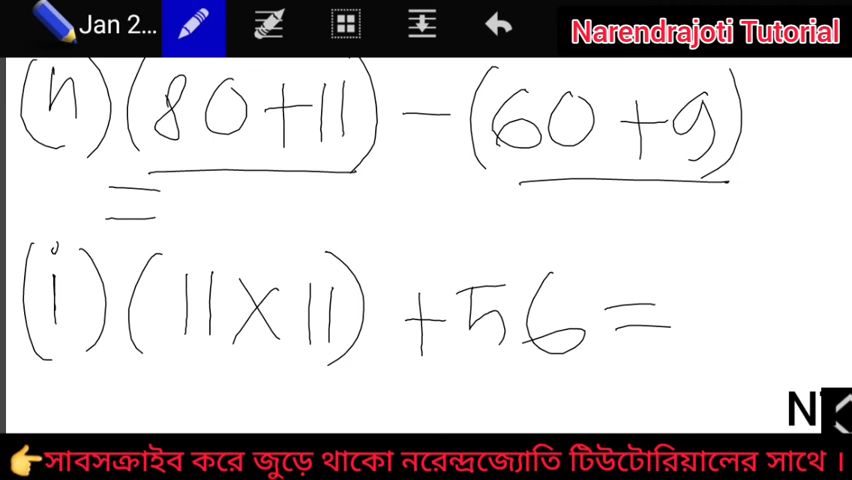 Jan 2...
Narendrajoti Tutorial
(h) (80+11) - (60+9)
=
(i) (11×11) +56=
N
👉সাবসক্রাইব করে জুড়ে থাকো নরেন্দ্রজ্যোতি টিউটোরিয়ালের সাথে ।